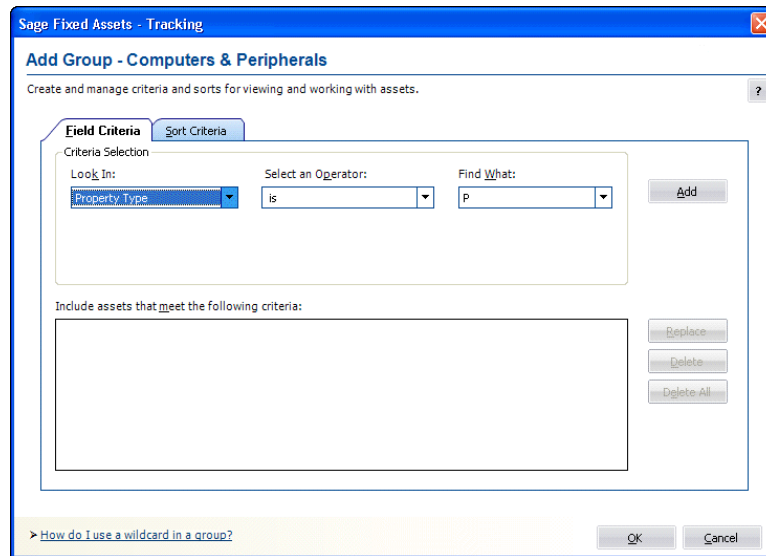 Sage Fixed Assets - Tracking
Add Group - Computers & Peripherals
Create and manage criteria and sorts for viewing and working with assets.
?
Field Criteria Sort Criteria
Criteria Selection
Look In: Select an Operator: Find What:
Property Type is P Add
Include assets that meet the following criteria:
Replace
Delete
Delete All
How do I use a wildcard in a group?
OK Cancel